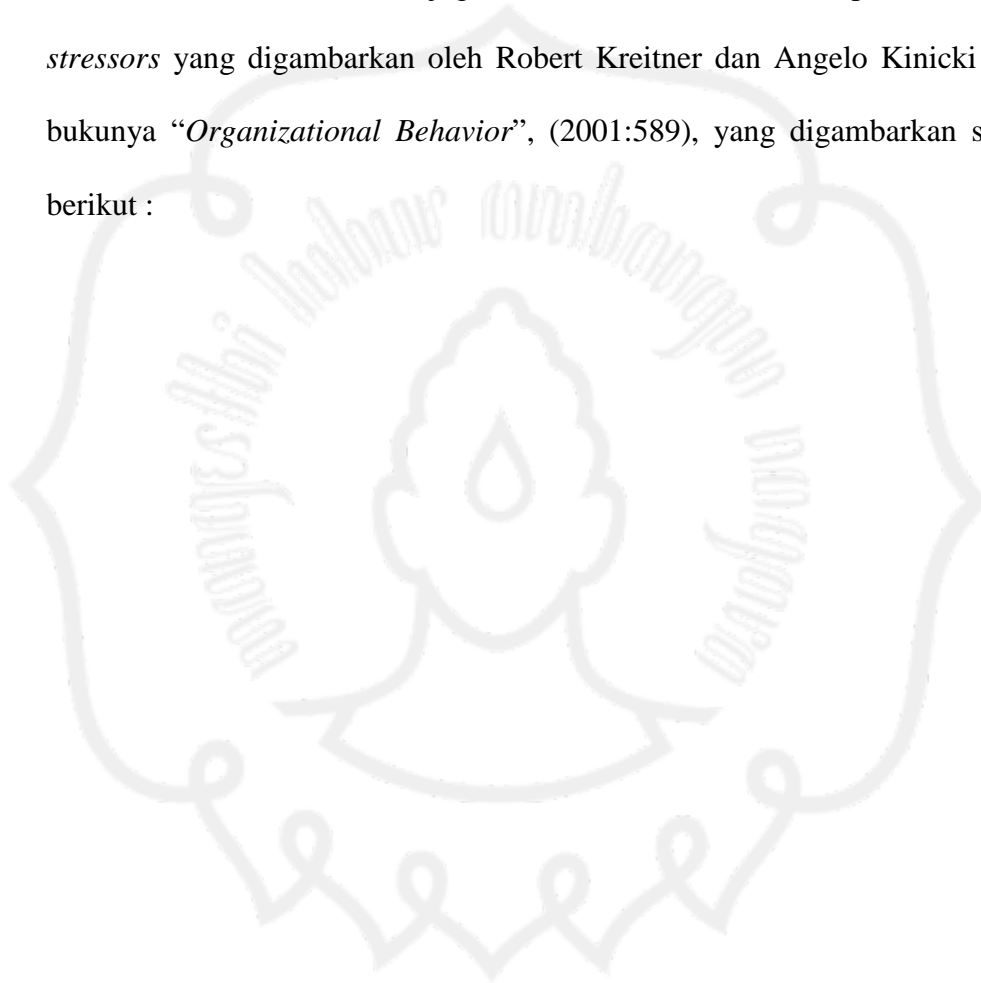 stressors yang digambarkan oleh Robert Kreitner dan Angelo Kinicki
bukunya “Organizational Behavior”, (2001:589), yang digambarkan
berikut :